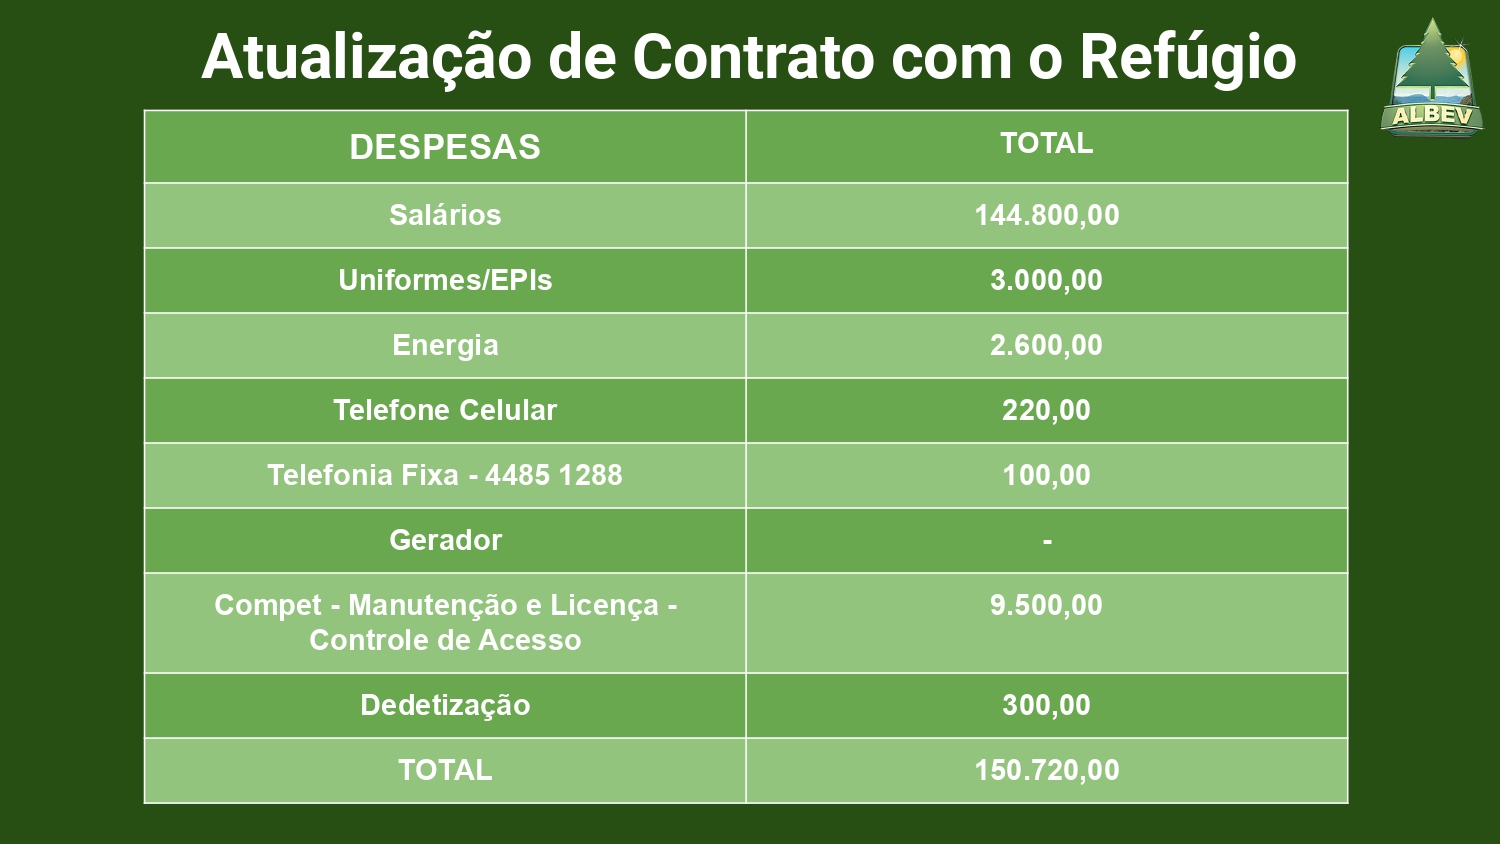 Atualização de Contrato com o Refúgio
ALBEV
DESPESAS TOTAL
Salários 144.800,00
Uniformes/EPIs 3.000,00
Energia 2.600,00
Telefone Celular 220,00
Telefonia Fixa - 4485 1288 100,00
Gerador -
Compet - Manutenção e Licença - 9.500,00
Controle de Acesso
Dedetização 300,00
TOTAL 150.720,00